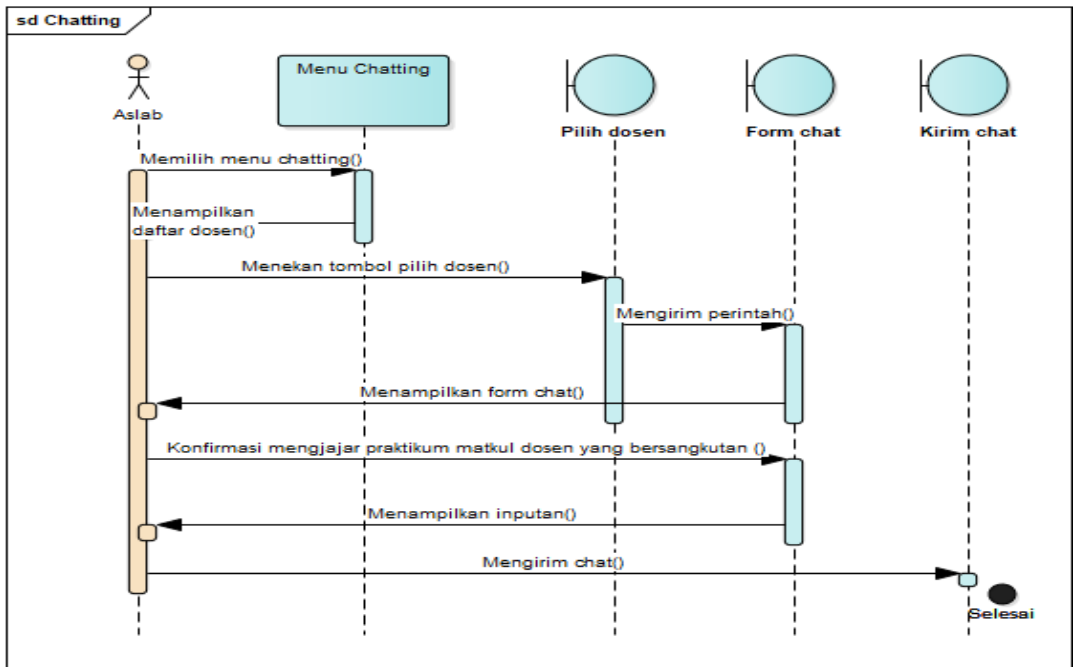 sd Chatting
Menu Chatting
Aslab
Pilih dosen
Form chat
Kirim chat
Memilih menu chatting()
Menampilkan
daftar dosen()
Menekan tombol pilih dosen()
Mengirim perintah()
Menampilkan form chat()
Konfirmasi mengjajar praktikum matkul dosen yang bersangkutan ()
Menampilkan inputan()
Mengirim chat()
Selesai